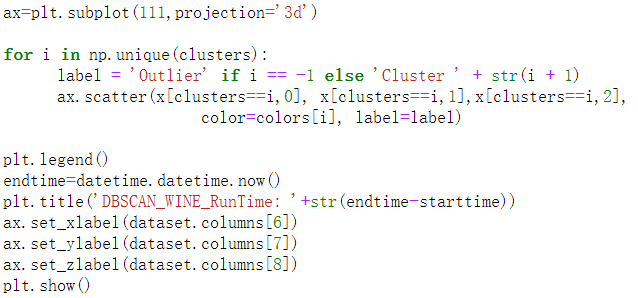 ax=plt.subplot(111,projection='3d')
for i in np.unique(clusters):
label = 'Outlier' if i == -1 else 'Cluster ' + str(i + 1)
ax.scatter(x[clusters==i,0], x[clusters==i,1],x[clusters==i,2],
color=colors[i], label=label)
plt.legend()
endtime=datetime.datetime.now()
plt.title('DBSCAN_WINE_RunTime: '+str(endtime-starttime))
ax.set_xlabel(dataset.columns[6])
ax.set_ylabel(dataset.columns[7])
ax.set_zlabel(dataset.columns[8])
plt.show()